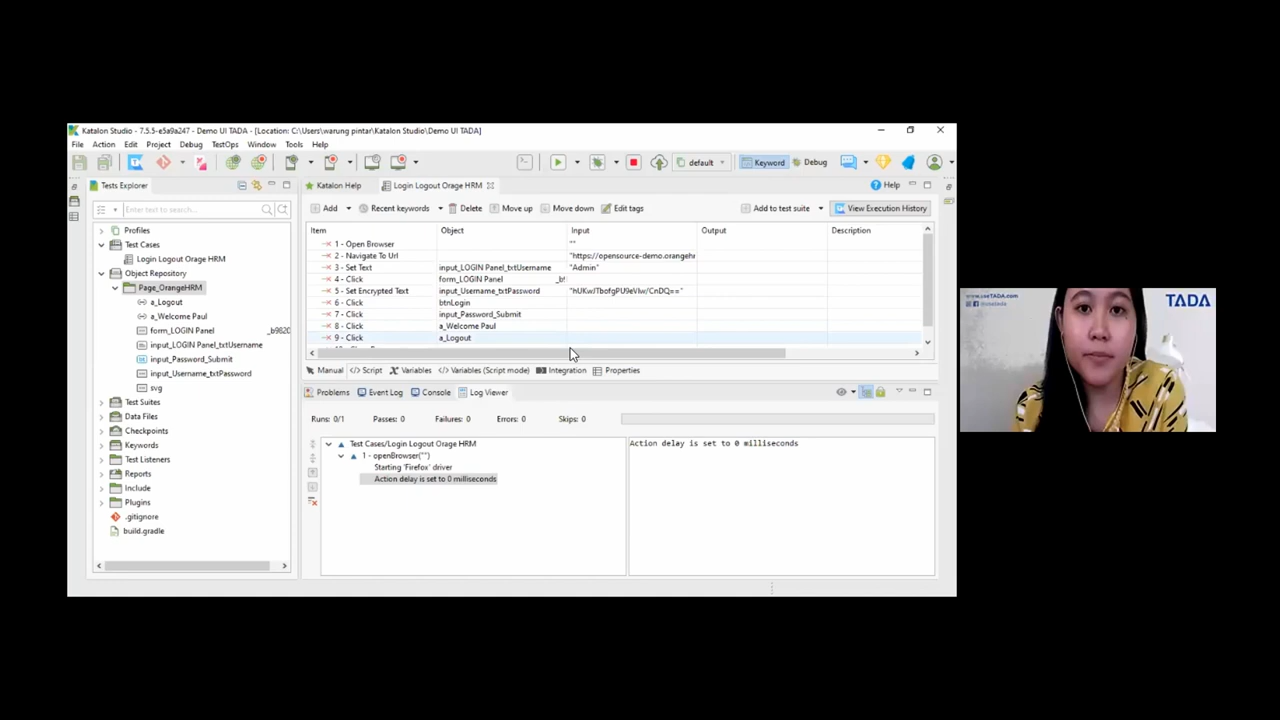 Katalon Studio - 7.5.5-e5a9a247 - Demo UI TADA - [Location: C:\Users\warung pintar\Katalon Studio\Demo UI TADA]
File Action Edit Project Debug TestOps Window Tools Help
default Keyword Debug
Tests Explorer
Katalon Help Login Logout Orage HRM Help
Enter text to search...
Add Recent keywords Delete Move up Move down Edit tags Add to test suite View Execution History
Item Object Input Output Description
1 - Open Browser ""
2 - Navigate To Url "https://opensource-demo.orangehr
3 - Set Text input_LOGIN Panel_txtUsername "Admin"
4 - Click form_LOGIN Panel
5 - Set Encrypted Text input_Username_txtPassword
6 - Click btnLogin
7 - Click input_Password_Submit
8 - Click a_Welcome Paul
9 - Click a_Logout
Profiles
Test Cases
Login Logout Orage HRM
Object Repository
Page_OrangeHRM
a_Logout
a_Welcome Paul
form_LOGIN Panel _b9820
input_LOGIN Panel_txtUsername
input_Password_Submit
input_Username_txtPassword
svg
Test Suites
Data Files
Checkpoints
Keywords
Test Listeners
Reports
Include
Plugins
.gitignore
build.gradle
Manual Script Variables Variables (Script mode) Integration Properties
Problems Event Log Console Log Viewer
Runs: 0/1 Passes: 0 Failures: 0 Errors: 0 Skips: 0
Test Cases/Login Logout Orage HRM
1 - openBrowser("")
Starting 'Firefox' driver
Action delay is set to 0 milliseconds
Action delay is set to 0 milliseconds
www.useTADA.com
@usetada
TADA